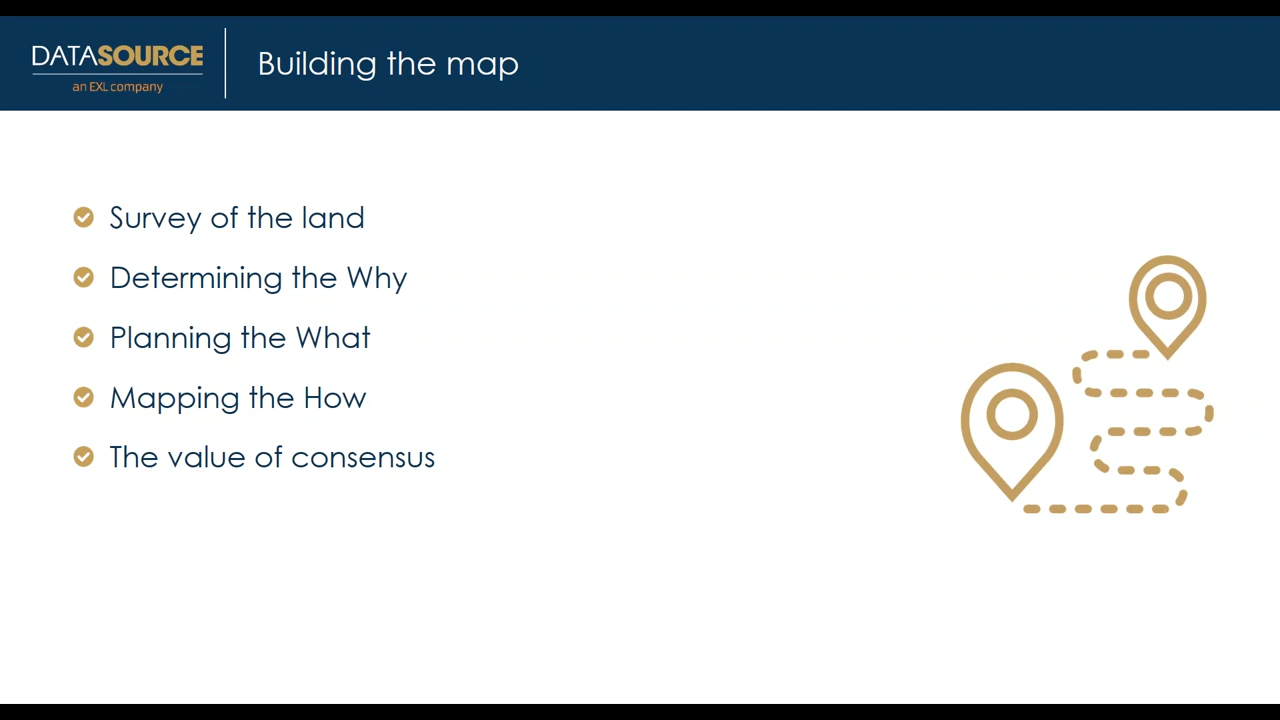 DATASOURCE
an EXL company
Building the map
Survey of the land
Determining the Why
Planning the What
Mapping the How
The value of consensus